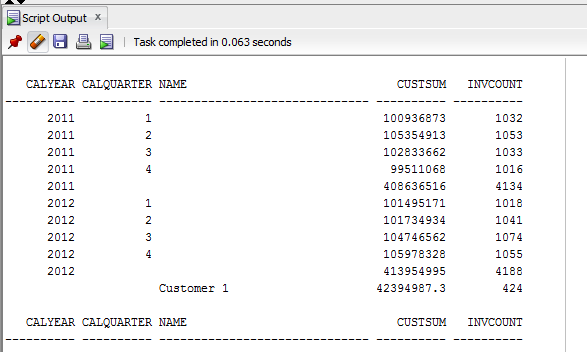 Script Output x
Task completed in 0.063 seconds
CALYEAR CALQUARTER NAME CUSTSUM INVCOUNT
---------- ---------- ------------------------------ ---------- ----------
2011 1 100936873 1032
2011 2 105354913 1053
2011 3 102833662 1033
2011 4 99511068 1016
2011 408636516 4134
2012 1 101495171 1018
2012 2 101734934 1041
2012 3 104746562 1074
2012 4 105978328 1055
2012 413954995 4188
Customer 1 42394987.3 424
CALYEAR CALQUARTER NAME CUSTSUM INVCOUNT
---------- ---------- ------------------------------ ---------- ----------